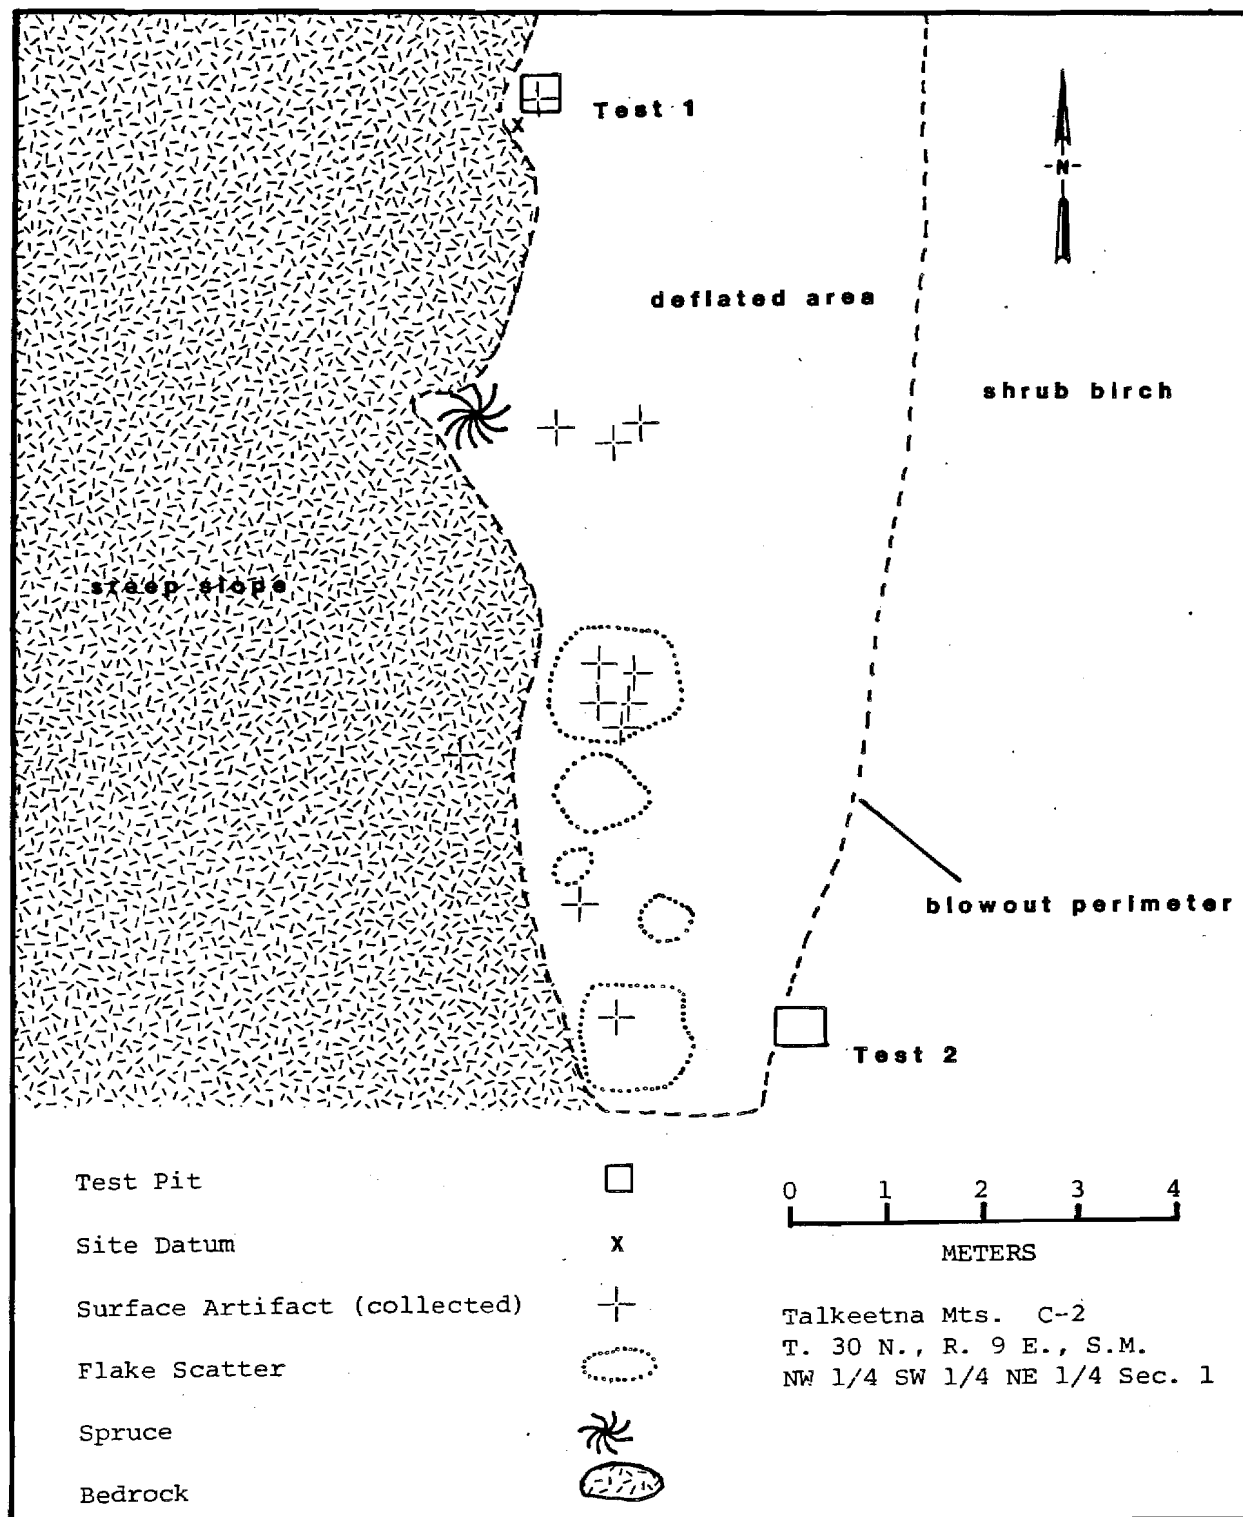 Test 1
-N-
deflated area
shrub birch
steep slope
blowout perimeter
Test 2
Test Pit
Site Datum X
Surface Artifact (collected)
Flake Scatter
Spruce
Bedrock
0 1 2 3 4
METERS
Talkeetna Mts. C-2
T. 30 N., R. 9 E., S.M.
NW 1/4 SW 1/4 NE 1/4 Sec. 1
x